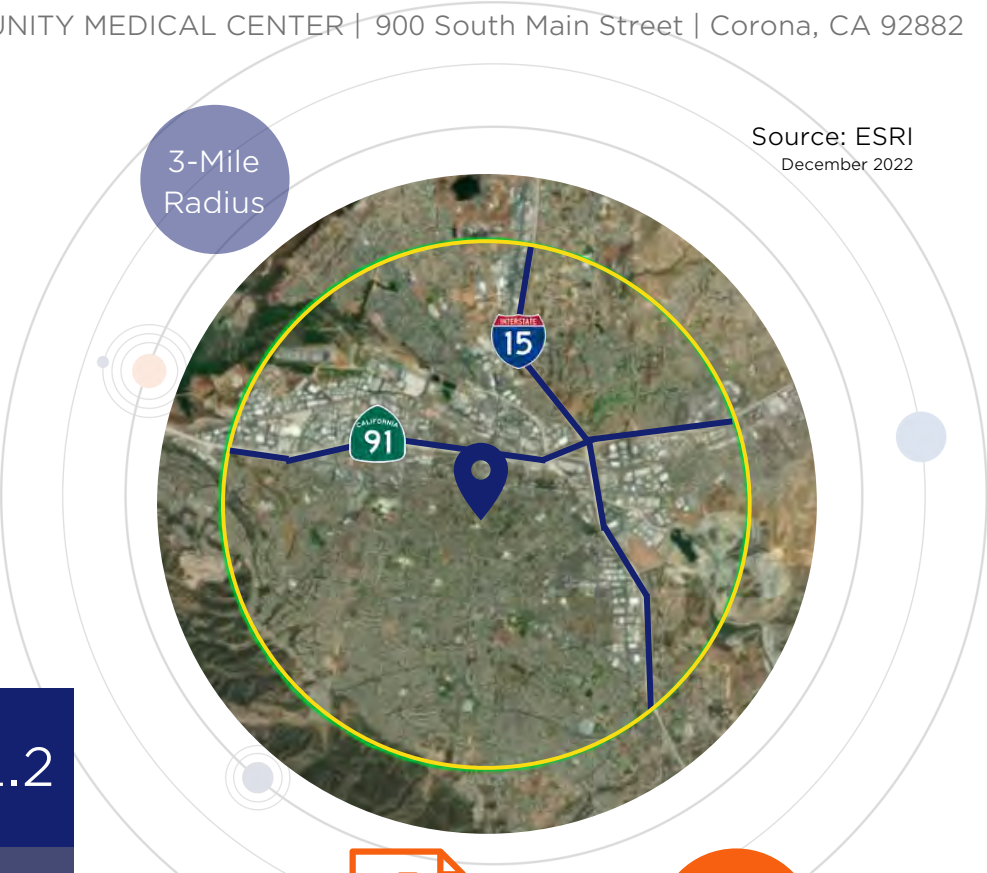 UNITY MEDICAL CENTER | 900 South Main Street | Corona, CA 92882
3-Mile
Radius
Source: ESRI
December 2022
INTERSTATE
15
CALIFORNIA
91
.2